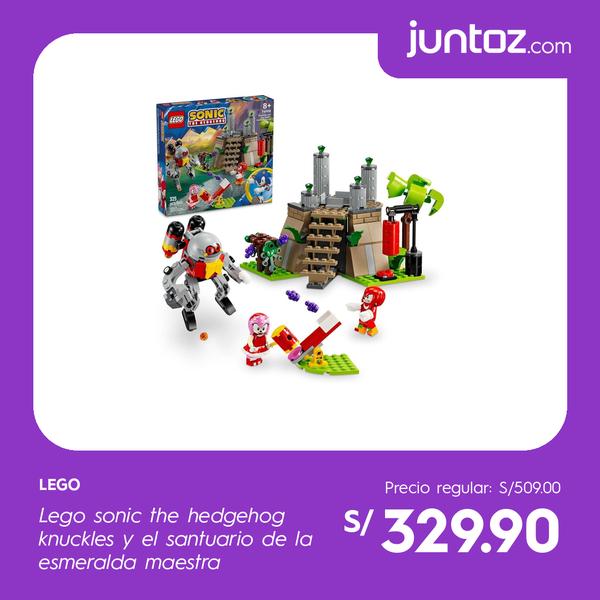 juntoz.com
LEGO
SONIC
THE HEDGEHOG
8+
325
LEGO
Lego sonic the hedgehog
knuckles y el santuario de la
esmeralda maestra
Precio regular: S/509.00
S/ 329.90